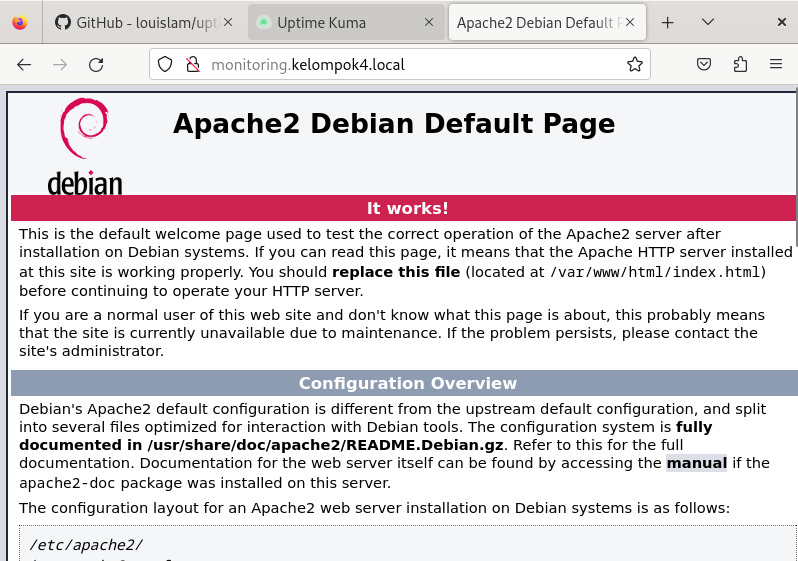 GitHub - louislam/upti
Uptime Kuma
Apache2 Debian Default P
monitoring.kelompok4.local
debian
Apache2 Debian Default Page
It works!
This is the default welcome page used to test the correct operation of the Apache2 server after
installation on Debian systems. If you can read this page, it means that the Apache HTTP server installed
at this site is working properly. You should replace this file (located at /var/www/html/index.html)
before continuing to operate your HTTP server.
If you are a normal user of this web site and don't know what this page is about, this probably means
that the site is currently unavailable due to maintenance. If the problem persists, please contact the
site's administrator.
Configuration Overview
Debian's Apache2 default configuration is different from the upstream default configuration, and split
into several files optimized for interaction with Debian tools. The configuration system is fully
documented in /usr/share/doc/apache2/README.Debian.gz. Refer to this for the full
documentation. Documentation for the web server itself can be found by accessing the manual if the
apache2-doc package was installed on this server.
The configuration layout for an Apache2 web server installation on Debian systems is as follows:
/etc/apache2/